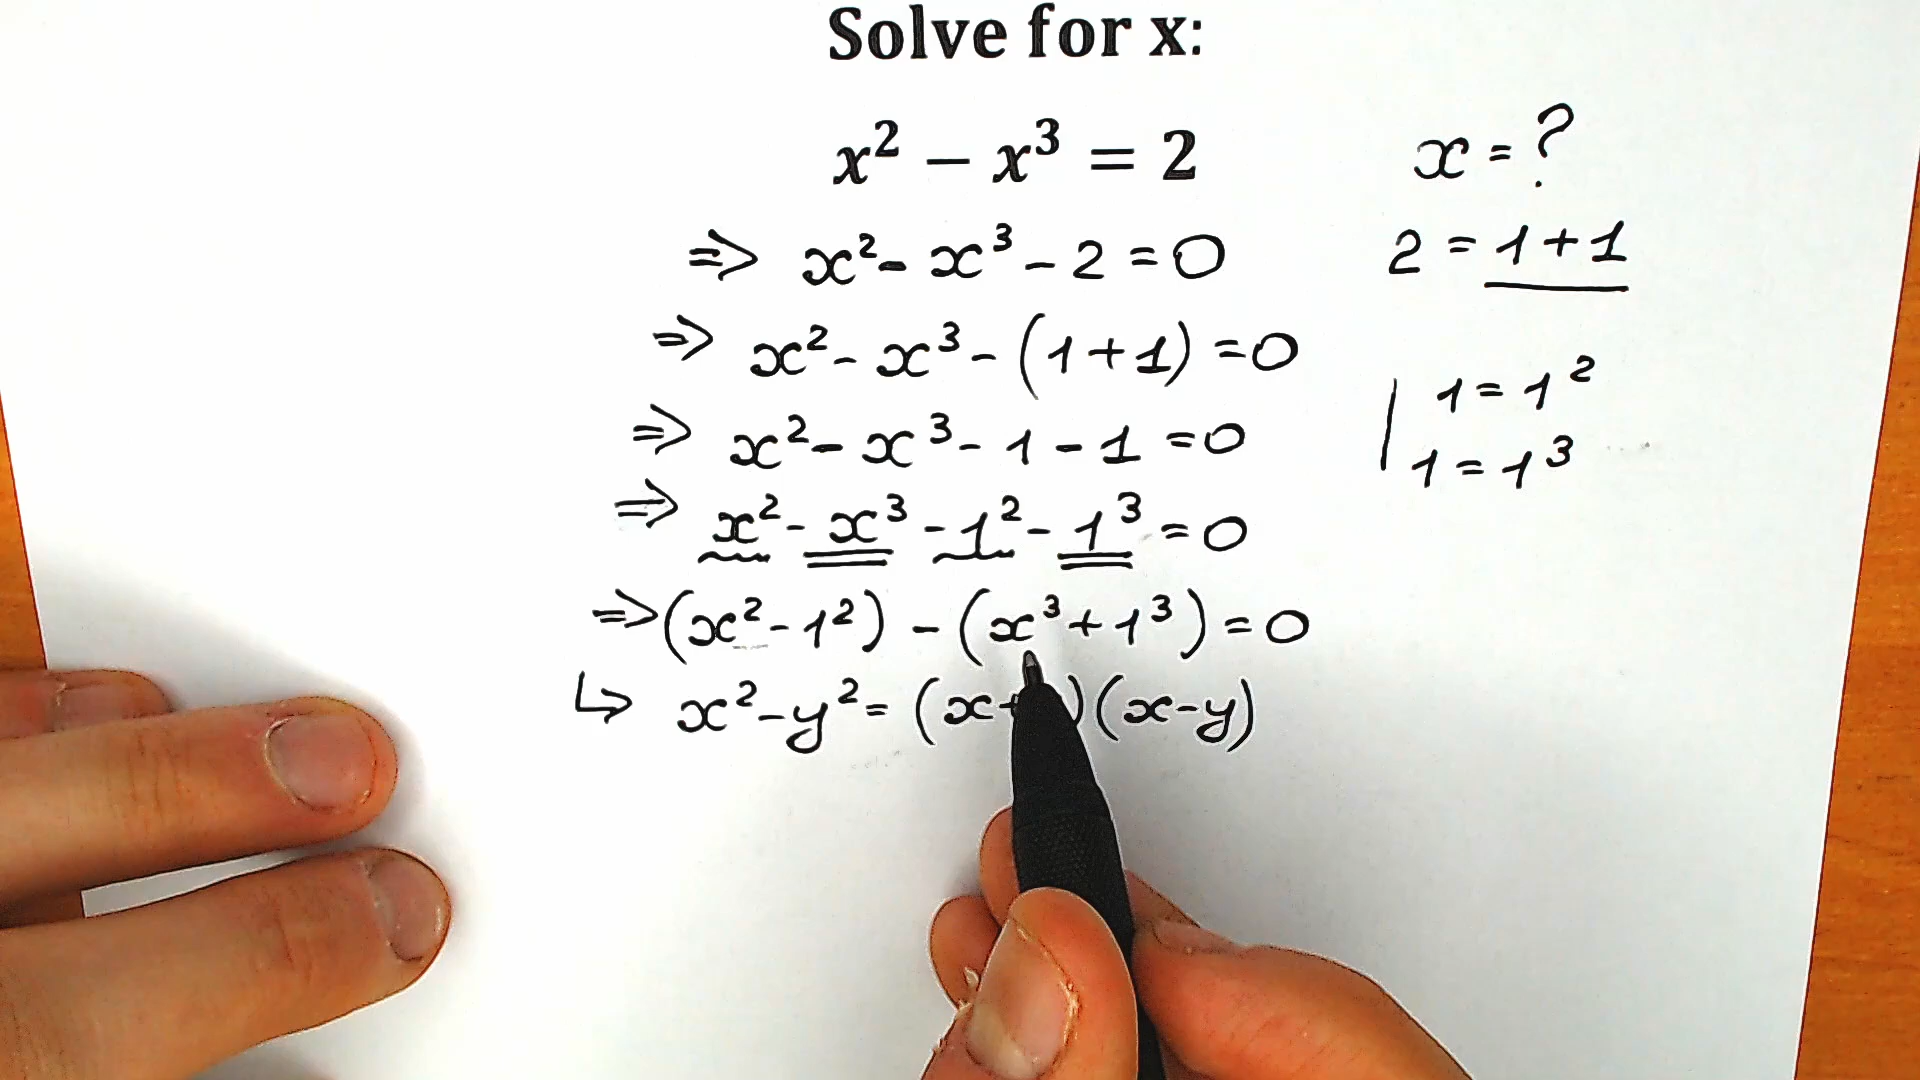 Solve for x:
x² − x³ = 2
x = ?
=> x² - x³ - 2 = 0
2 = 1 + 1
=> x² - x³ - (1 + 1) = 0
1 = 1²
=> x² - x³ - 1 - 1 = 0
1 = 1³
=> x² - x³ - 1² - 1³ = 0
=> (x² - 1²) - (x³ + 1³) = 0
↳ x² - y² = (x+ )(x - y)